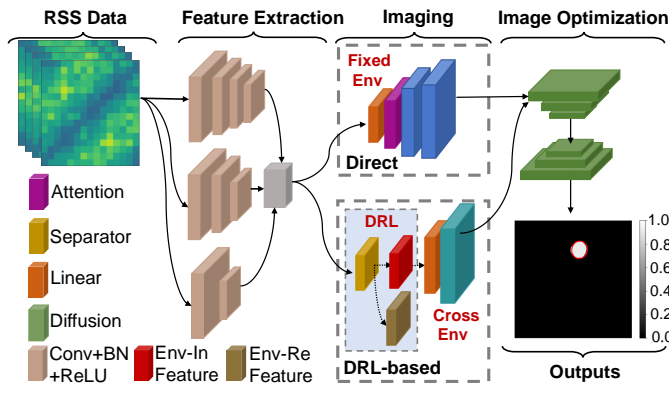 RSS Data
Feature Extraction
Imaging
Image Optimization
Fixed
Env
Direct
Attention
Separator
Linear
Diffusion
Conv+BN
+ReLU
Env-In
Feature
Env-Re
Feature
DRL
Cross
Env
DRL-based
1.0
0.8
0.6
0.4
0.2
0.0
Outputs